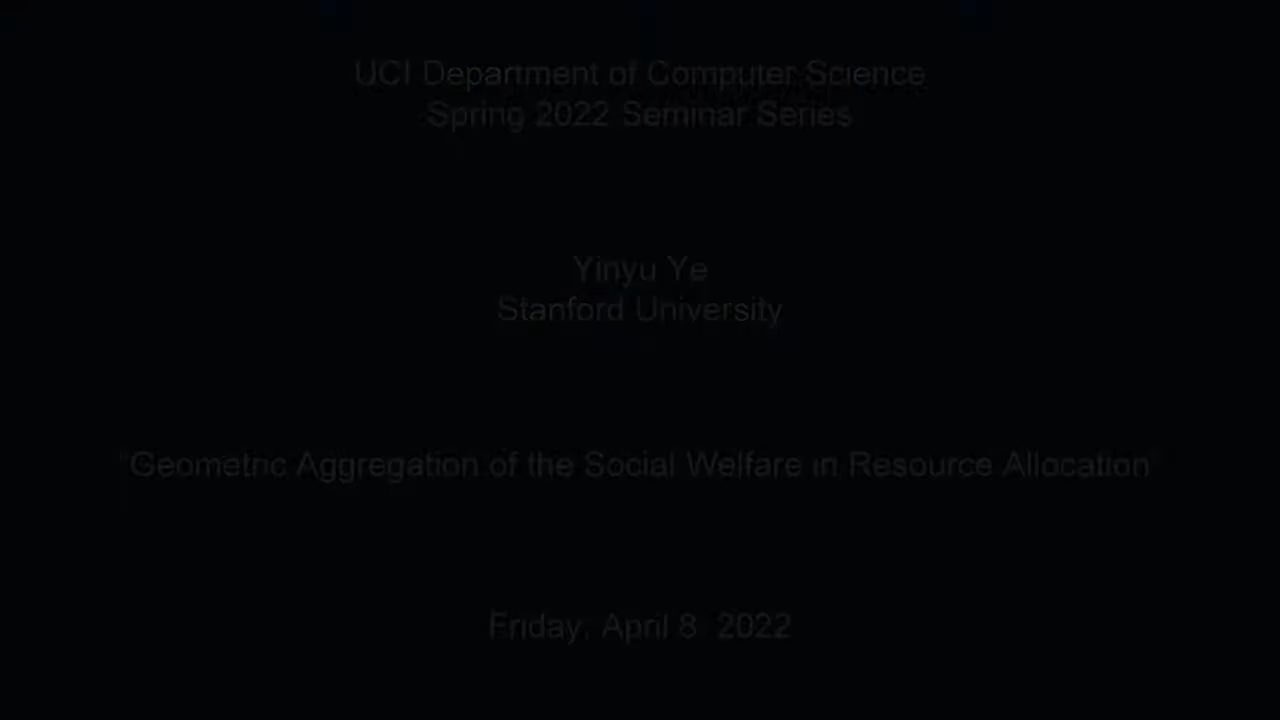 UCI Department of Computer Science
Spring 2022 Seminar Series
Yinyu Ye
Stanford University
"Geometric Aggregation of the Social Welfare in Resource Allocation
Friday, April 8, 2022